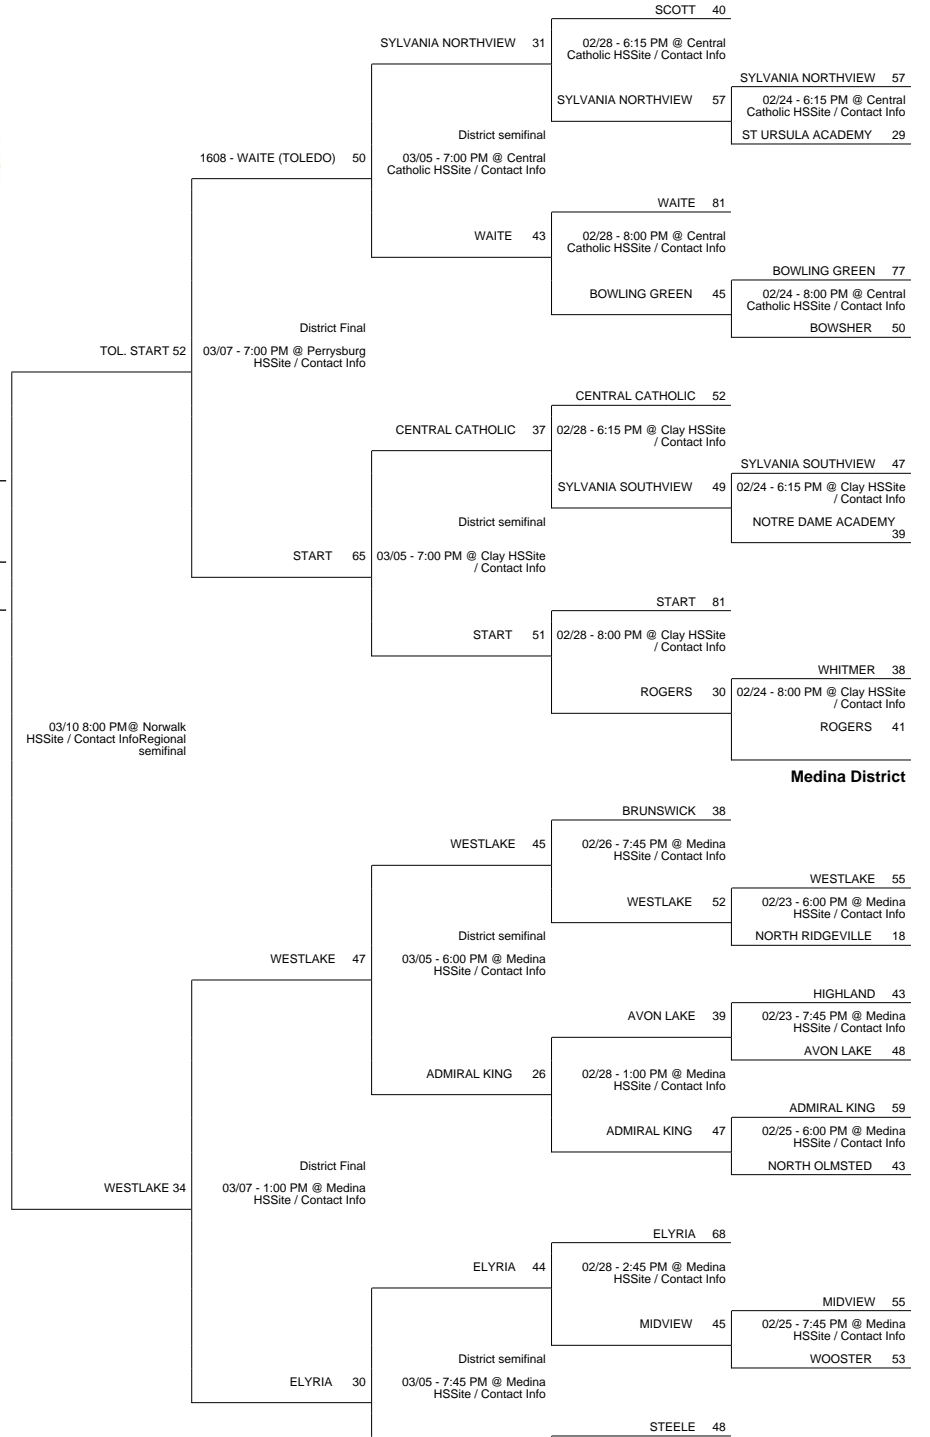 SCOTT 40
SYLVANIA NORTHVIEW 31
02/28 - 6:15 PM @ Central
Catholic HSSite / Contact Info
SYLVANIA NORTHVIEW 57
SYLVANIA NORTHVIEW 57
02/24 - 6:15 PM @ Central
Catholic HSSite / Contact Info
ST URSULA ACADEMY 29
District semifinal
1608 - WAITE (TOLEDO) 50
03/05 - 7:00 PM @ Central
Catholic HSSite / Contact Info
WAITE 81
WAITE 43
02/28 - 8:00 PM @ Central
Catholic HSSite / Contact Info
BOWLING GREEN 77
BOWLING GREEN 45
02/24 - 8:00 PM @ Central
Catholic HSSite / Contact Info
BOWSHER 50
District Final
TOL. START 52
03/07 - 7:00 PM @ Perrysburg
HSSite / Contact Info
CENTRAL CATHOLIC 52
CENTRAL CATHOLIC 37
02/28 - 6:15 PM @ Clay HSSite
/ Contact Info
SYLVANIA SOUTHVIEW 47
SYLVANIA SOUTHVIEW 49
02/24 - 6:15 PM @ Clay HSSite
/ Contact Info
NOTRE DAME ACADEMY
39
District semifinal
START 65
03/05 - 7:00 PM @ Clay HSSite
/ Contact Info
START 81
START 51
02/28 - 8:00 PM @ Clay HSSite
/ Contact Info
WHITMER 38
ROGERS 30
02/24 - 8:00 PM @ Clay HSSite
/ Contact Info
ROGERS 41
03/10 8:00 PM@ Norwalk
HSSite / Contact InfoRegional
semifinal
Medina District
BRUNSWICK 38
WESTLAKE 45
02/26 - 7:45 PM @ Medina
HSSite / Contact Info
WESTLAKE 55
WESTLAKE 52
02/23 - 6:00 PM @ Medina
HSSite / Contact Info
NORTH RIDGEVILLE 18
District semifinal
WESTLAKE 47
03/05 - 6:00 PM @ Medina
HSSite / Contact Info
HIGHLAND 43
AVON LAKE 39
02/23 - 7:45 PM @ Medina
HSSite / Contact Info
AVON LAKE 48
ADMIRAL KING 26
02/28 - 1:00 PM @ Medina
HSSite / Contact Info
ADMIRAL KING 59
ADMIRAL KING 47
02/25 - 6:00 PM @ Medina
HSSite / Contact Info
NORTH OLMSTED 43
District Final
WESTLAKE 34
03/07 - 1:00 PM @ Medina
HSSite / Contact Info
ELYRIA 68
ELYRIA 44
02/28 - 2:45 PM @ Medina
HSSite / Contact Info
MIDVIEW 55
MIDVIEW 45
02/25 - 7:45 PM @ Medina
HSSite / Contact Info
WOOSTER 53
District semifinal
ELYRIA 30
03/05 - 7:45 PM @ Medina
HSSite / Contact Info
STEELE 48